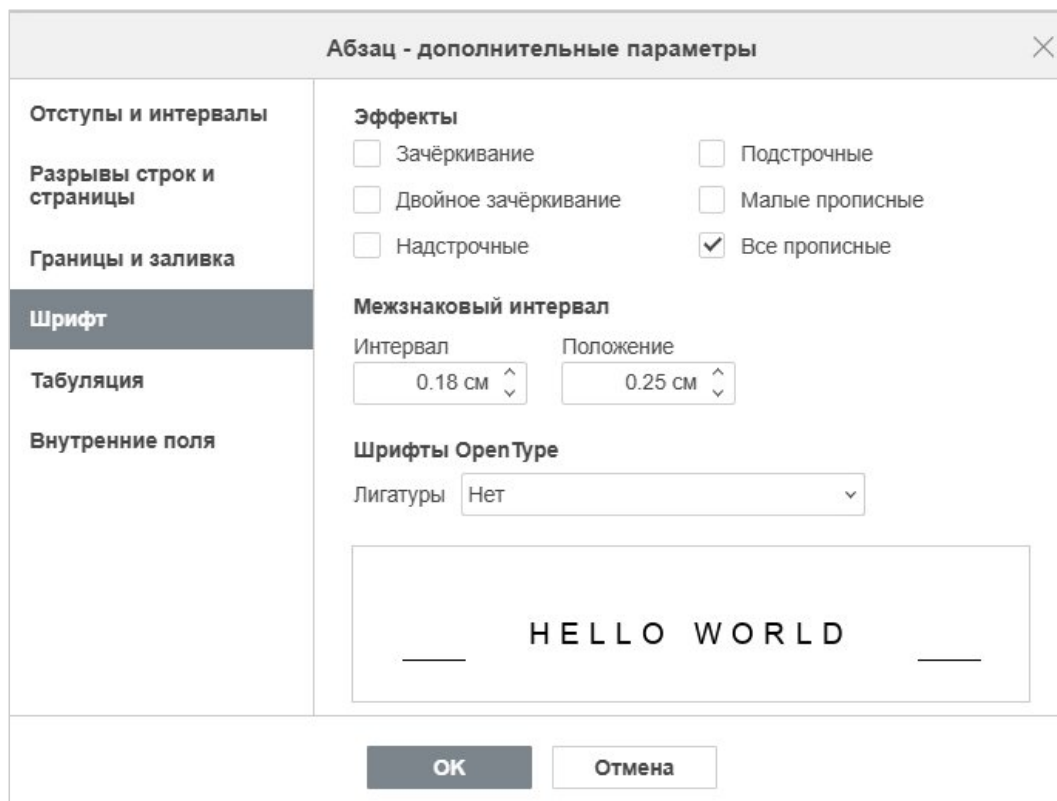 Абзац - дополнительные параметры
Отступы и интервалы
Разрывы строк и
страницы
Границы и заливка
Шрифт
Табуляция
Внутренние поля
Эффекты
Зачёркивание
Подстрочные
Двойное зачёркивание
Малые прописные
Надстрочные
Все прописные
Межзнаковый интервал
Интервал
Положение
0.18 см
0.25 см
Шрифты OpenType
Лигатуры Нет
HELLO WORLD
OK
Отмена